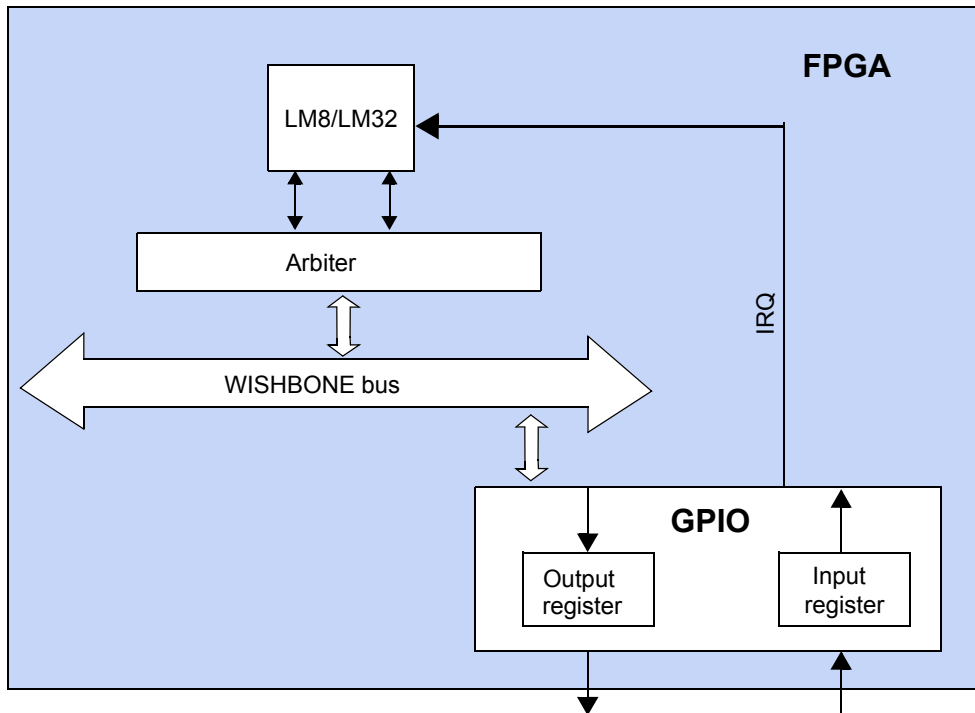 FPGA
LM8/LM32
Arbiter
IRQ
WISHBONE bus
GPIO
Output
register
Input
register